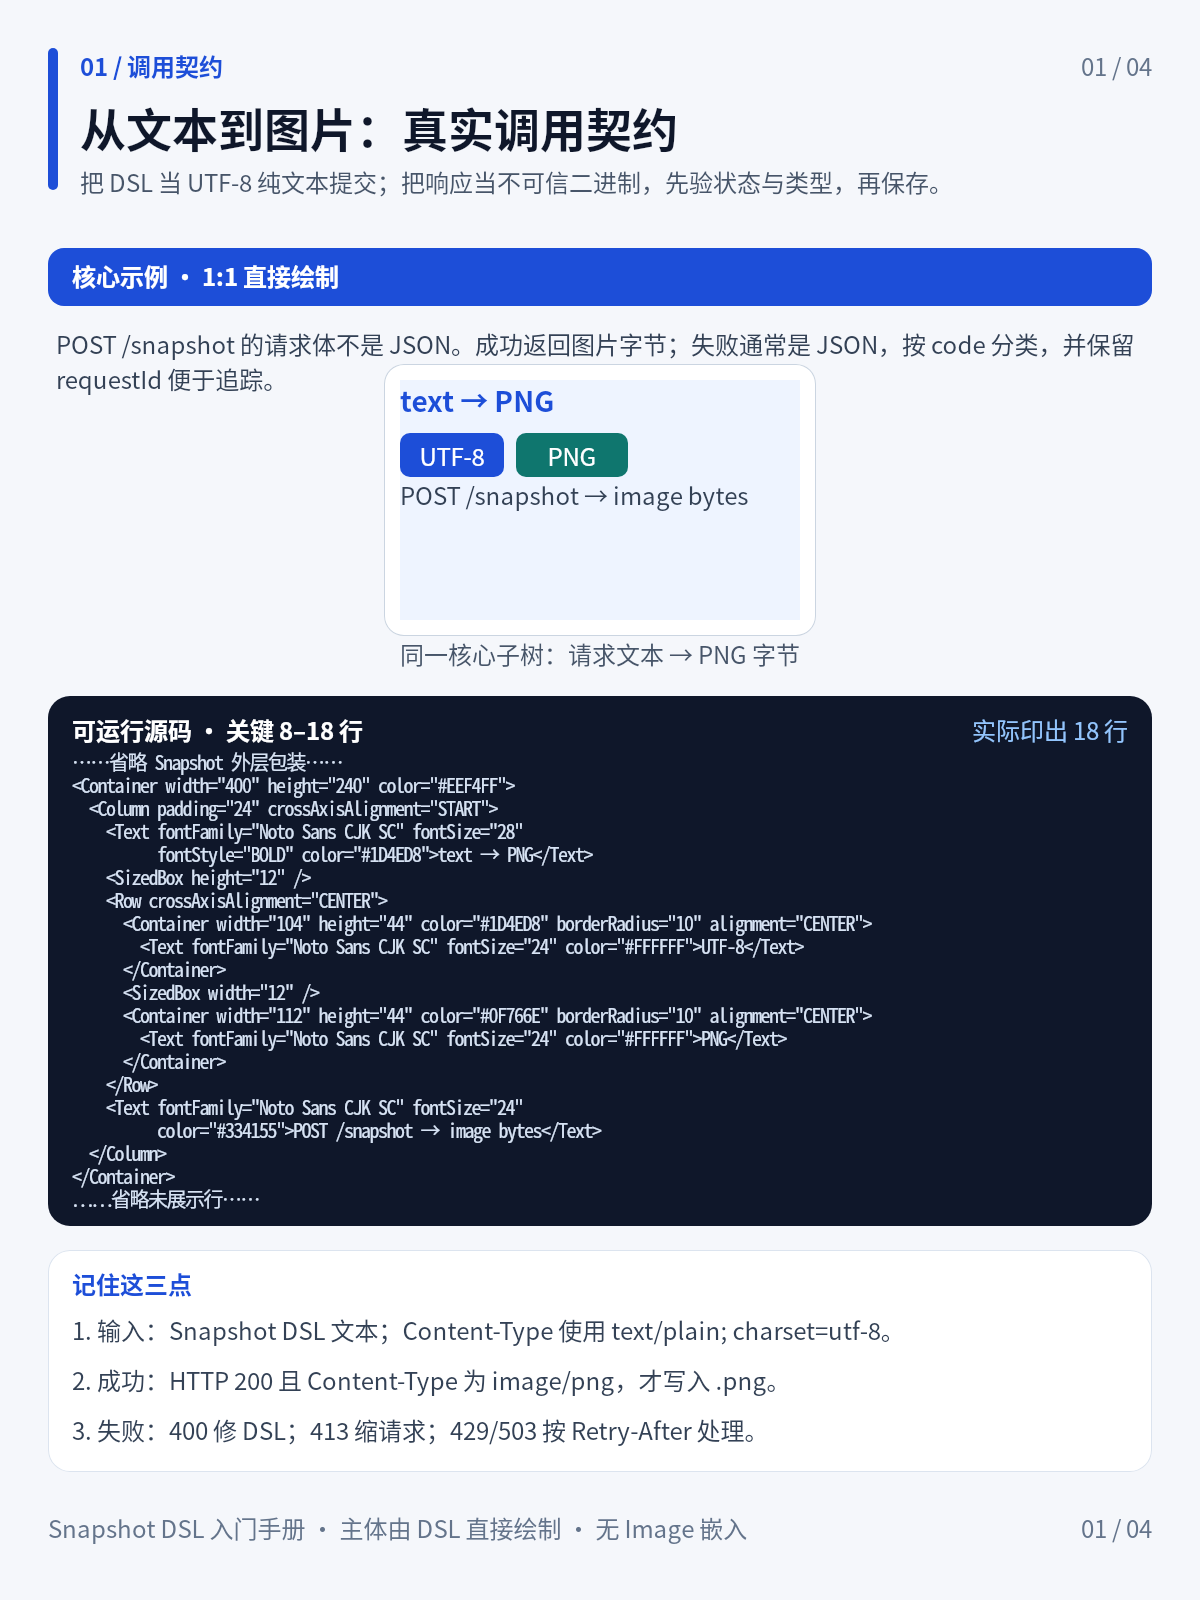 01 / 调用契约
01 / 04
从文本到图片：真实调用契约
把 DSL 当 UTF-8 纯文本提交；把响应当不可信二进制，先验状态与类型，再保存。
核心示例 · 1:1 直接绘制
POST /snapshot 的请求体不是 JSON。成功返回图片字节；失败通常是 JSON，按 code 分类，并保留
requestId 便于追踪。
text → PNG
UTF-8
PNG
POST /snapshot → image bytes
同一核心子树：请求文本 → PNG 字节
可运行源码 · 关键 8–18 行
实际印出 18 行
……省略 Snapshot 外层包装……
<Container width="400" height="240" color="#EEF4FF">
  <Column padding="24" crossAxisAlignment="START">
    <Text fontFamily="Noto Sans CJK SC" fontSize="28"
          fontStyle="BOLD" color="#1D4ED8">text → PNG</Text>
    <SizedBox height="12" />
    <Row crossAxisAlignment="CENTER">
      <Container width="104" height="44" color="#1D4ED8" borderRadius="10" alignment="CENTER">
        <Text fontFamily="Noto Sans CJK SC" fontSize="24" color="#FFFFFF">UTF-8</Text>
      </Container>
      <SizedBox width="12" />
      <Container width="112" height="44" color="#0F766E" borderRadius="10" alignment="CENTER">
        <Text fontFamily="Noto Sans CJK SC" fontSize="24" color="#FFFFFF">PNG</Text>
      </Container>
    </Row>
    <Text fontFamily="Noto Sans CJK SC" fontSize="24"
          color="#334155">POST /snapshot → image bytes</Text>
  </Column>
</Container>
……省略未展示行……
记住这三点
1. 输入：Snapshot DSL 文本；Content-Type 使用 text/plain; charset=utf-8。
2. 成功：HTTP 200 且 Content-Type 为 image/png，才写入 .png。
3. 失败：400 修 DSL；413 缩请求；429/503 按 Retry-After 处理。
Snapshot DSL 入门手册 · 主体由 DSL 直接绘制 · 无 Image 嵌入
01 / 04